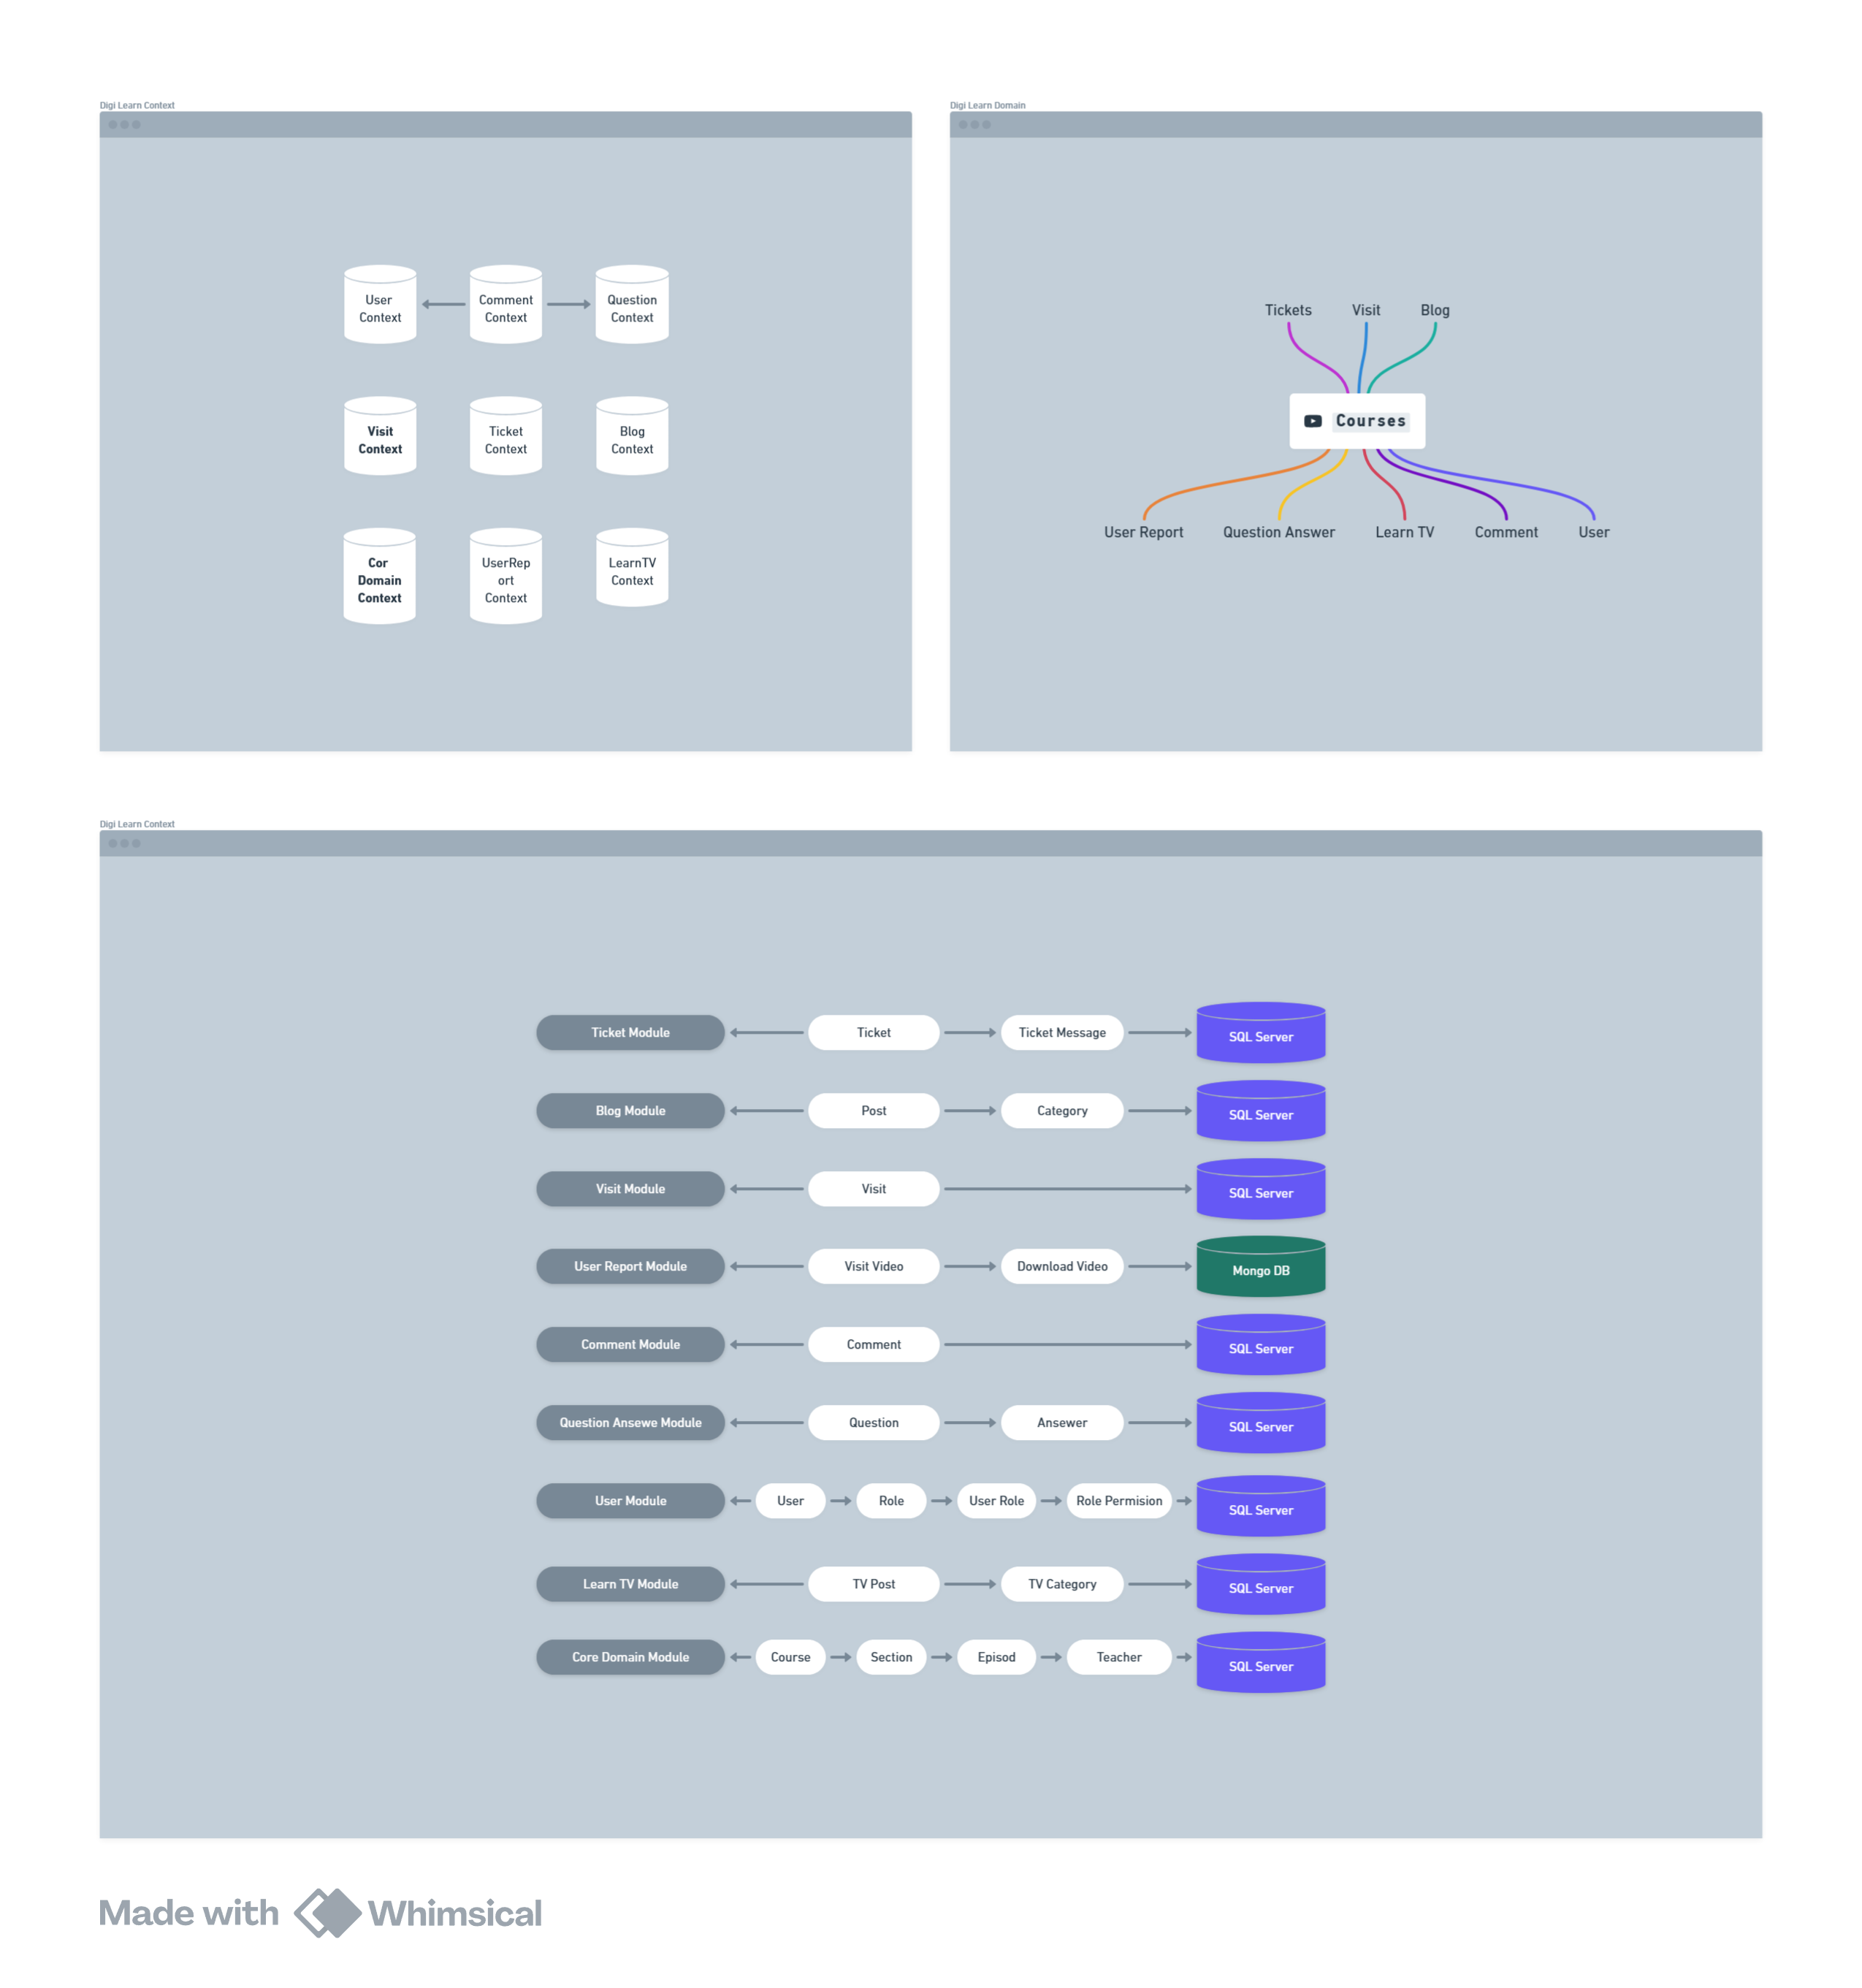 Digi Learn Context
User
Context
Comment
Context
Question
Context
Visit
Context
Ticket
Context
Blog
Context
Cor
Domain
Context
UserRep
ort
Context
LearnTV
Context
Digi Learn Domain
Tickets
Visit
Blog
Courses
User Report
Question Answer
Learn TV
Comment
User
Digi Learn Context
Ticket Module
Ticket
Ticket Message
SQL Server
Blog Module
Post
Category
SQL Server
Visit Module
Visit
SQL Server
User Report Module
Visit Video
Download Video
Mongo DB
Comment Module
Comment
SQL Server
Question Ansewe Module
Question
Ansewer
SQL Server
User Module
User
Role
User Role
Role Permision
SQL Server
Learn TV Module
TV Post
TV Category
SQL Server
Core Domain Module
Course
Section
Episod
Teacher
SQL Server
Made with Whimsical